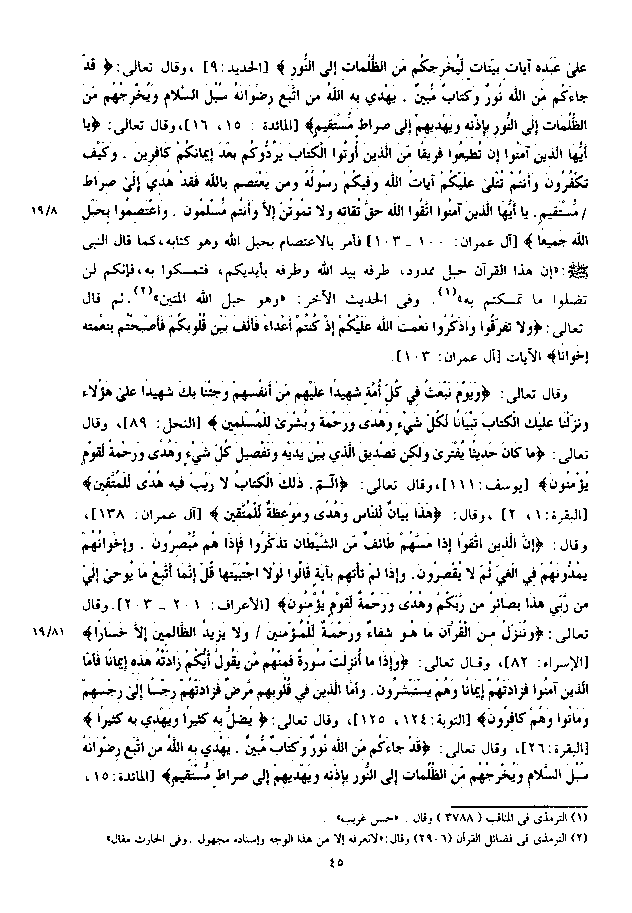 على عبده آيات بينات ليخرجكم من الظلمات إلى النور ﴾ [الحديد: ٩] ، وقال تعالى: ﴿ قد
جاءكم من الله نور وكتاب مبين . يهدي به الله من اتبع رضوانه سبل السلام ويخرجهم من
الظلمات إلى النور بإذنه ويهديهم إلى صراط مستقيم﴾ [المائدة : ١٥، ١٦]، وقال تعالى: ﴿يا
أيها الذين آمنوا إن تطيعوا فريقا من الذين أوتوا الكتاب يردوكم بعد إيمانكم كافرين . وكيف
تكفرون وأنتم تتلى عليكم آيات الله وفيكم رسوله ومن يعتصم بالله فقد هدي إلى صراط
/ مستقيم . يا أيها الذين آمنوا اتقوا الله حق تقاته ولا تموتن إلا وأنتم مسلمون . واعتصموا بحبل ١٩/٨
الله جميعا ﴾ [آل عمران: ١٠٠ ـ ١٠٣] فأمر بالاعتصام بحبل الله وهو كتابه، كما قال النبى
ﷺ: «إن هذا القرآن حبل ممدود، طرفه بيد الله وطرفه بأيديكم، فتمسكوا به، فإنكم لن
تضلوا ما تمسكتم به»(١). وفى الحديث الآخر: «وهو حبل الله المتين»(٢). ثم قال
تعالى: ﴿ولا تفرقوا واذكروا نعمت الله عليكم إذ كنتم أعداء فألف بين قلوبكم فأصبحتم بنعمته
إخوانا﴾ الآيات [آل عمران: ١٠٣].
وقال تعالى: ﴿ويوم نبعث في كل أمة شهيدا عليهم من أنفسهم وجئنا بك شهيدا على هؤلاء
ونزلنا عليك الكتاب تبيانا لكل شيء وهدى ورحمة وبشرى للمسلمين ﴾ [النحل: ٨٩]، وقال
تعالى: ﴿ما كان حديثا يفترى ولكن تصديق الذي بين يديه وتفصيل كل شيء وهدى ورحمة لقوم
يؤمنون﴾ [يوسف: ١١١]، وقال تعالى: ﴿الٓـمٓ. ذلك الكتاب لا ريب فيه هدى للمتقين﴾
[البقرة: ١، ٢] ، وقال: ﴿هذا بيان للناس وهدى وموعظة للمتقين ﴾ [آل عمران: ١٣٨]،
وقال: ﴿إن الذين اتقوا إذا مسهم طائف من الشيطان تذكروا فإذا هم مبصرون . وإخوانهم
يمدونهم في الغي ثم لا يقصرون. وإذا لم تأتهم بآية قالوا لولا اجتبيتها قل إنما أتبع ما يوحى إلي
من ربي هذا بصائر من ربكم وهدى ورحمة لقوم يؤمنون﴾ [الأعراف: ٢٠١ ـ ٢٠٣]. وقال
تعالى: ﴿وننزل من القرآن ما هو شفاء ورحمة للمؤمنين / ولا يزيد الظالمين إلا خسارا﴾ ١٩/٨١
[الإسراء: ٨٢]، وقال تعالى: ﴿وإذا ما أنزلت سورة فمنهم من يقول أيكم زادته هذه إيمانا فأما
الذين آمنوا فزادتهم إيمانا وهم يستبشرون. وأما الذين في قلوبهم مرض فزادتهم رجسا إلى رجسهم
وماتوا وهم كافرون﴾ [التوبة: ١٢٤، ١٢٥]، وقال تعالى: ﴿ يضل به كثيرا ويهدي به كثيرا ﴾
[البقرة: ٢٦]، وقال تعالى: ﴿قد جاءكم من الله نور وكتاب مبين . يهدي به الله من اتبع رضوانه
سبل السلام ويخرجهم من الظلمات إلى النور بإذنه ويهديهم إلى صراط مستقيم﴾ [المائدة: ١٥،
(١) الترمذى فى المناقب ( ٣٧٨٨) وقال . «حسن غريب» .
(٢) الترمذى فى فضائل القرآن (٢٩٠٦) وقال: «لانعرفه إلا من هذا الوجه وإسناده مجهول . وفى الحارث مقال»
٤٥